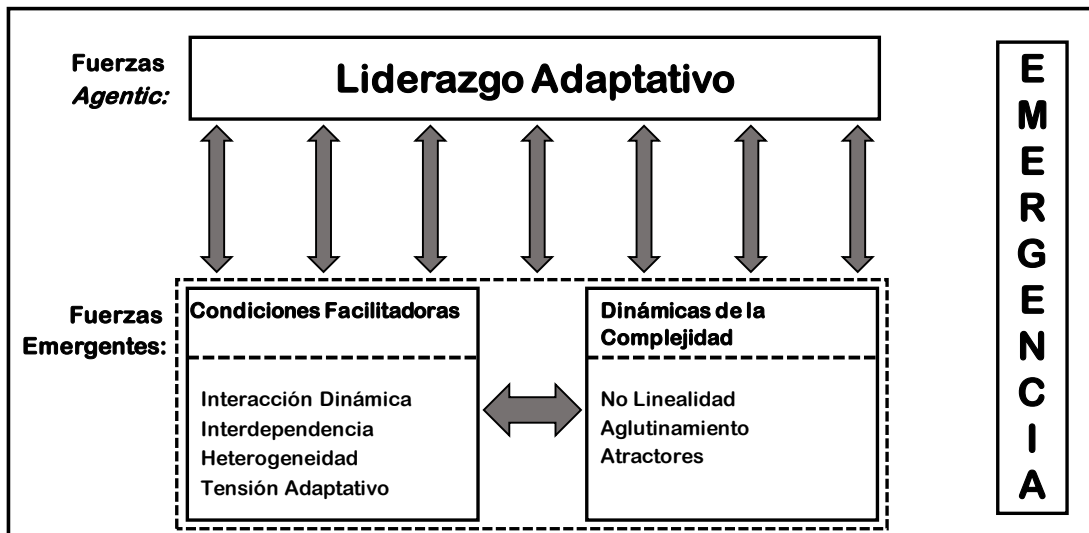 Fuerzas
Agentic:
Liderazgo Adaptativo
Fuerzas
Emergentes:
Condiciones Facilitadoras
Interacción Dinámica
Interdependencia
Heterogeneidad
Tensión Adaptativo
Dinámicas de la
Complejidad
No Linealidad
Aglutinamiento
Atractores
E
M
E
R
G
E
N
C
I
A